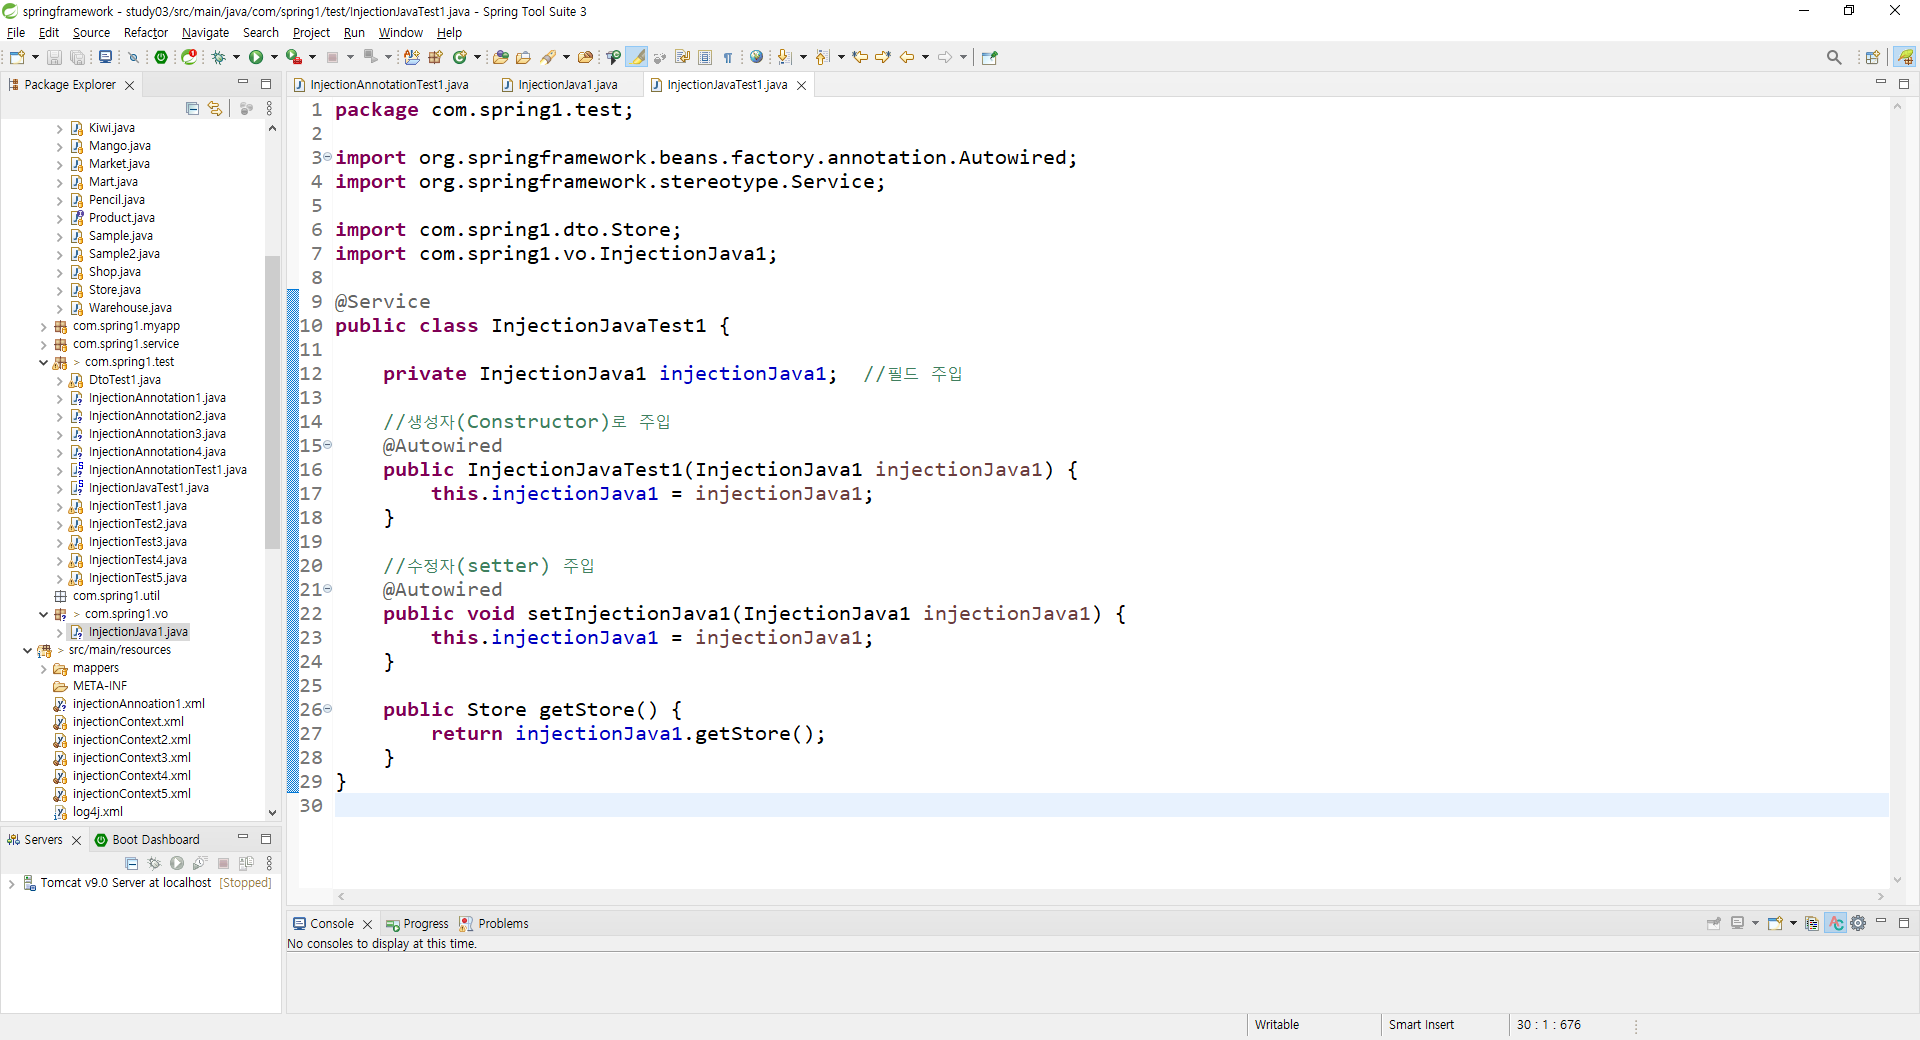 springframework - study03/src/main/java/com/spring1/test/InjectionJavaTest1.java - Spring Tool Suite 3
File Edit Source Refactor Navigate Search Project Run Window Help
Package Explorer
Kiwi.java
Mango.java
Market.java
Mart.java
Pencil.java
Product.java
Sample.java
Sample2.java
Shop.java
Store.java
Warehouse.java
com.spring1.myapp
com.spring1.service
> com.spring1.test
DtoTest1.java
InjectionAnnotation1.java
InjectionAnnotation2.java
InjectionAnnotation3.java
InjectionAnnotation4.java
InjectionAnnotationTest1.java
InjectionJavaTest1.java
InjectionTest1.java
InjectionTest2.java
InjectionTest3.java
InjectionTest4.java
InjectionTest5.java
com.spring1.util
> com.spring1.vo
InjectionJava1.java
> src/main/resources
mappers
META-INF
injectionAnnoation1.xml
injectionContext.xml
injectionContext2.xml
injectionContext3.xml
injectionContext4.xml
injectionContext5.xml
log4j.xml
Servers Boot Dashboard
Tomcat v9.0 Server at localhost [Stopped]
InjectionAnnotationTest1.java InjectionJava1.java InjectionJavaTest1.java
1 package com.spring1.test;
2
3 import org.springframework.beans.factory.annotation.Autowired;
4 import org.springframework.stereotype.Service;
5
6 import com.spring1.dto.Store;
7 import com.spring1.vo.InjectionJava1;
8
9 @Service
10 public class InjectionJavaTest1 {
11
12 private InjectionJava1 injectionJava1; //필드 주입
13
14 //생성자(Constructor)로 주입
15 @Autowired
16 public InjectionJavaTest1(InjectionJava1 injectionJava1) {
17 this.injectionJava1 = injectionJava1;
18 }
19
20 //수정자(setter) 주입
21 @Autowired
22 public void setInjectionJava1(InjectionJava1 injectionJava1) {
23 this.injectionJava1 = injectionJava1;
24 }
25
26 public Store getStore() {
27 return injectionJava1.getStore();
28 }
29 }
30
Console Progress Problems
No consoles to display at this time.
Writable Smart Insert 30 : 1 : 676